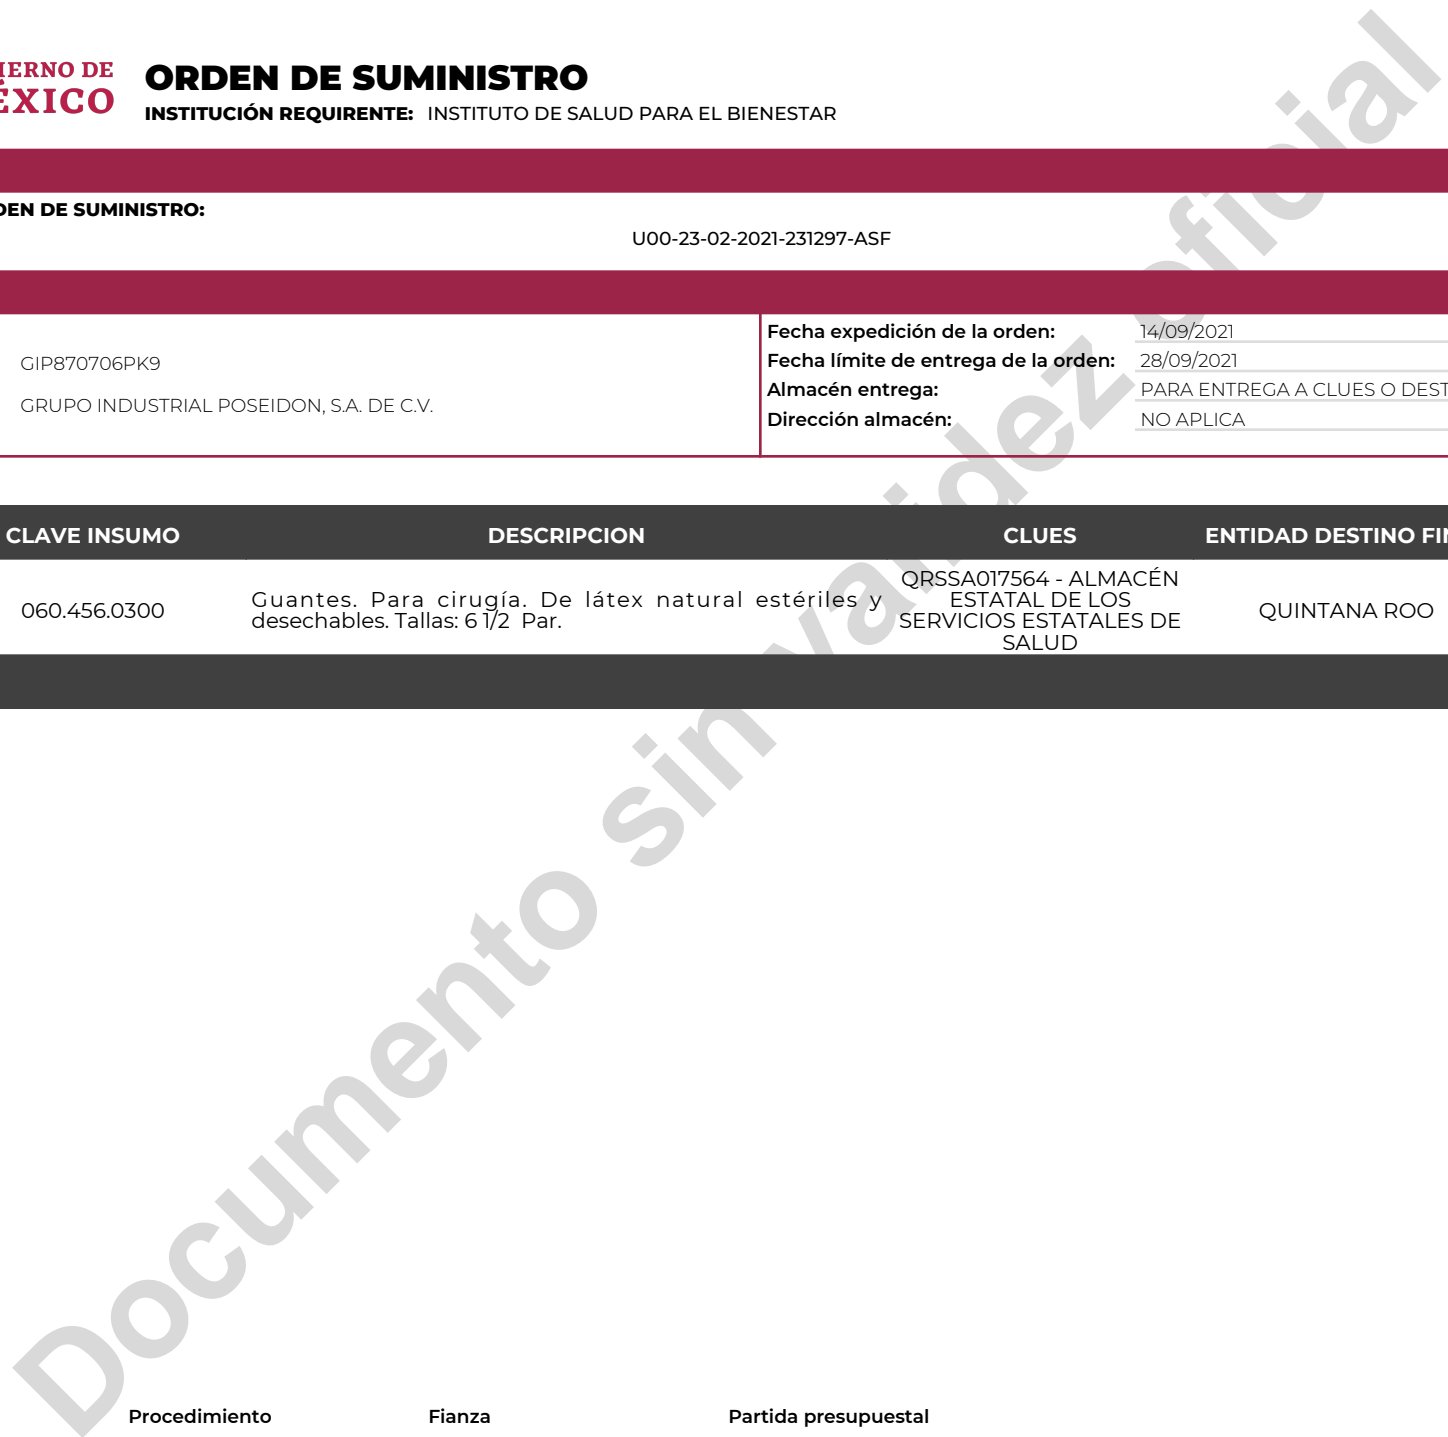 IERNO DE
ÉXICO
ORDEN DE SUMINISTRO
INSTITUCIÓN REQUIRENTE: INSTITUTO DE SALUD PARA EL BIENESTAR
DEN DE SUMINISTRO:
U00-23-02-2021-231297-ASF
Fecha expedición de la orden: 14/09/2021
GIP870706PK9
Fecha límite de entrega de la orden: 28/09/2021
Almacén entrega: PARA ENTREGA A CLUES O DEST
GRUPO INDUSTRIAL POSEIDON, S.A. DE C.V.
Dirección almacén: NO APLICA
CLAVE INSUMO DESCRIPCION CLUES ENTIDAD DESTINO FIN
060.456.0300
Guantes. Para cirugía. De látex natural estériles y
desechables. Tallas: 6 1/2 Par.
QRSSA017564 - ALMACÉN
ESTATAL DE LOS
SERVICIOS ESTATALES DE
SALUD
QUINTANA ROO
Documento sin validez oficial
Procedimiento Fianza Partida presupuestal